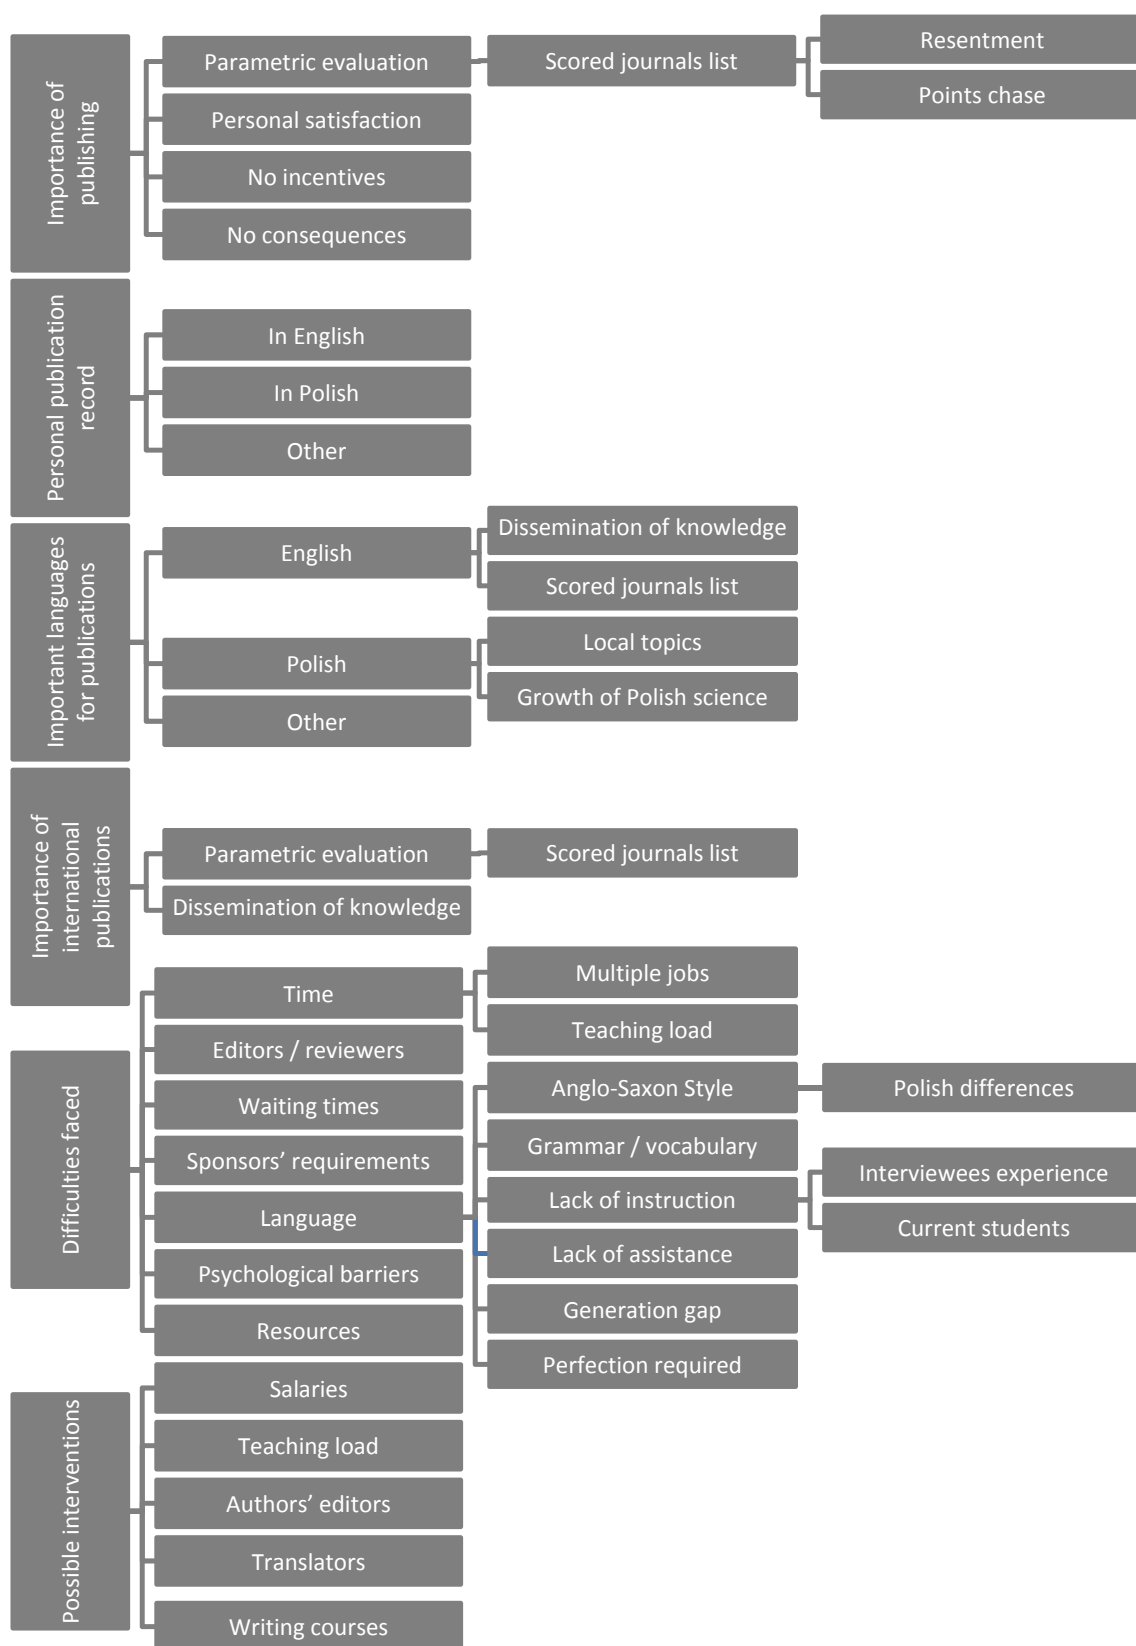 Importance of
publishing
Parametric evaluation
Scored journals list
Resentment
Points chase
Personal satisfaction
No incentives
No consequences
Personal publication
record
In English
In Polish
Other
Important languages
for publications
English
Dissemination of knowledge
Scored journals list
Polish
Local topics
Growth of Polish science
Other
Importance of
international
publications
Parametric evaluation
Scored journals list
Dissemination of knowledge
Difficulties faced
Time
Multiple jobs
Teaching load
Editors / reviewers
Waiting times
Sponsors’ requirements
Language
Anglo-Saxon Style
Polish differences
Grammar / vocabulary
Lack of instruction
Interviewees experience
Current students
Lack of assistance
Generation gap
Perfection required
Psychological barriers
Resources
Possible interventions
Salaries
Teaching load
Authors’ editors
Translators
Writing courses